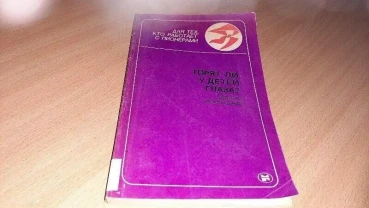 ДЛЯ ТЕХ,
КТО РАБОТАЕТ
С ПИОНЕРАМИ
ГОРЯТ ЛИ
У ДЕТЕЙ
ГЛАЗА?